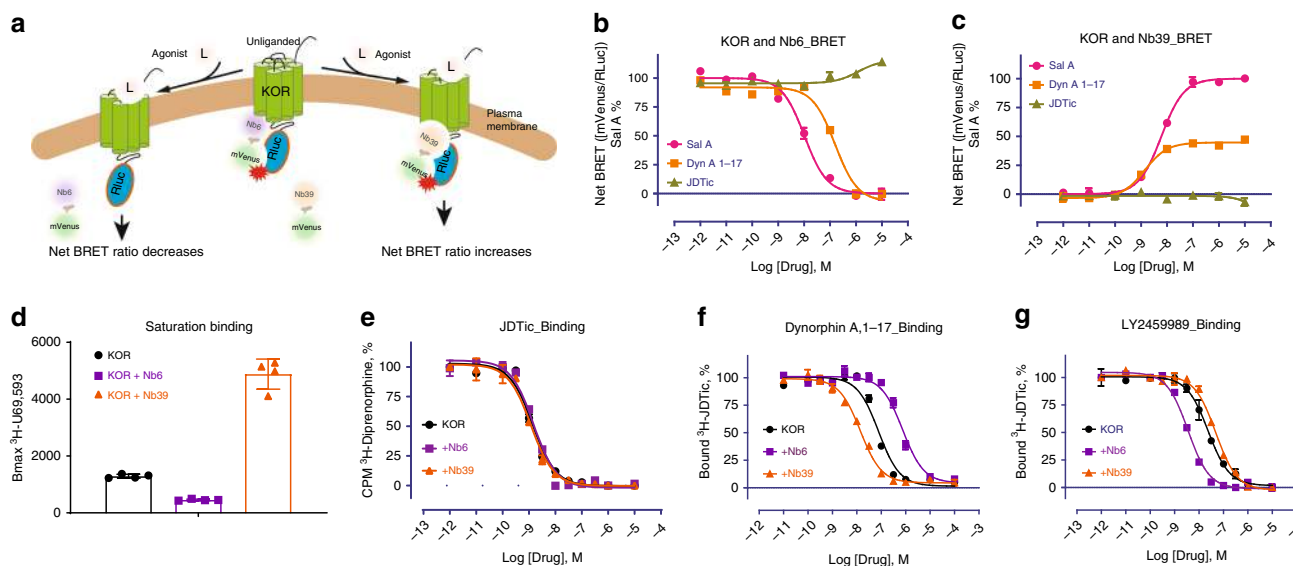 a
Agonist L
Unliganded
L Agonist
L
L
KOR
Plasma
membrane
Nb6
mVenus
Rluc
Nb39
mVenus
Rluc
Rluc
Nb6
mVenus
Nb39
mVenus
Net BRET ratio decreases
Net BRET ratio increases
b
KOR and Nb6_BRET
Net BRET ([mVenus/RLuc]
Sal A %
125
100
75
50
25
0
Sal A
Dyn A 1–17
JDTic
–13 –12 –11 –10 –9 –8 –7 –6 –5 –4
Log [Drug], M
c
KOR and Nb39_BRET
Net BRET ([mVenus/RLuc]
Sal A %
125
100
75
50
25
0
Sal A
Dyn A 1–17
JDTic
–13 –12 –11 –10 –9 –8 –7 –6 –5 –4
Log [Drug], M
d
Saturation binding
Bmax ³H-U69,593
6000
4000
2000
0
KOR
KOR + Nb6
KOR + Nb39
e
JDTic_Binding
CPM ³H-Diprenorphine, %
100
75
50
25
0
KOR
+Nb6
+Nb39
–13 –12 –11 –10 –9 –8 –7 –6 –5 –4
Log [Drug], M
f
Dynorphin A,1–17_Binding
Bound ³H-JDTic, %
125
100
75
50
25
0
KOR
+Nb6
+Nb39
–12 –11 –10 –9 –8 –7 –6 –5 –4 –3
Log [Drug], M
g
LY2459989_Binding
Bound ³H-JDTic, %
125
100
75
50
25
0
KOR
+Nb6
+Nb39
–13 –12 –11 –10 –9 –8 –7 –6 –5
Log [Drug], M